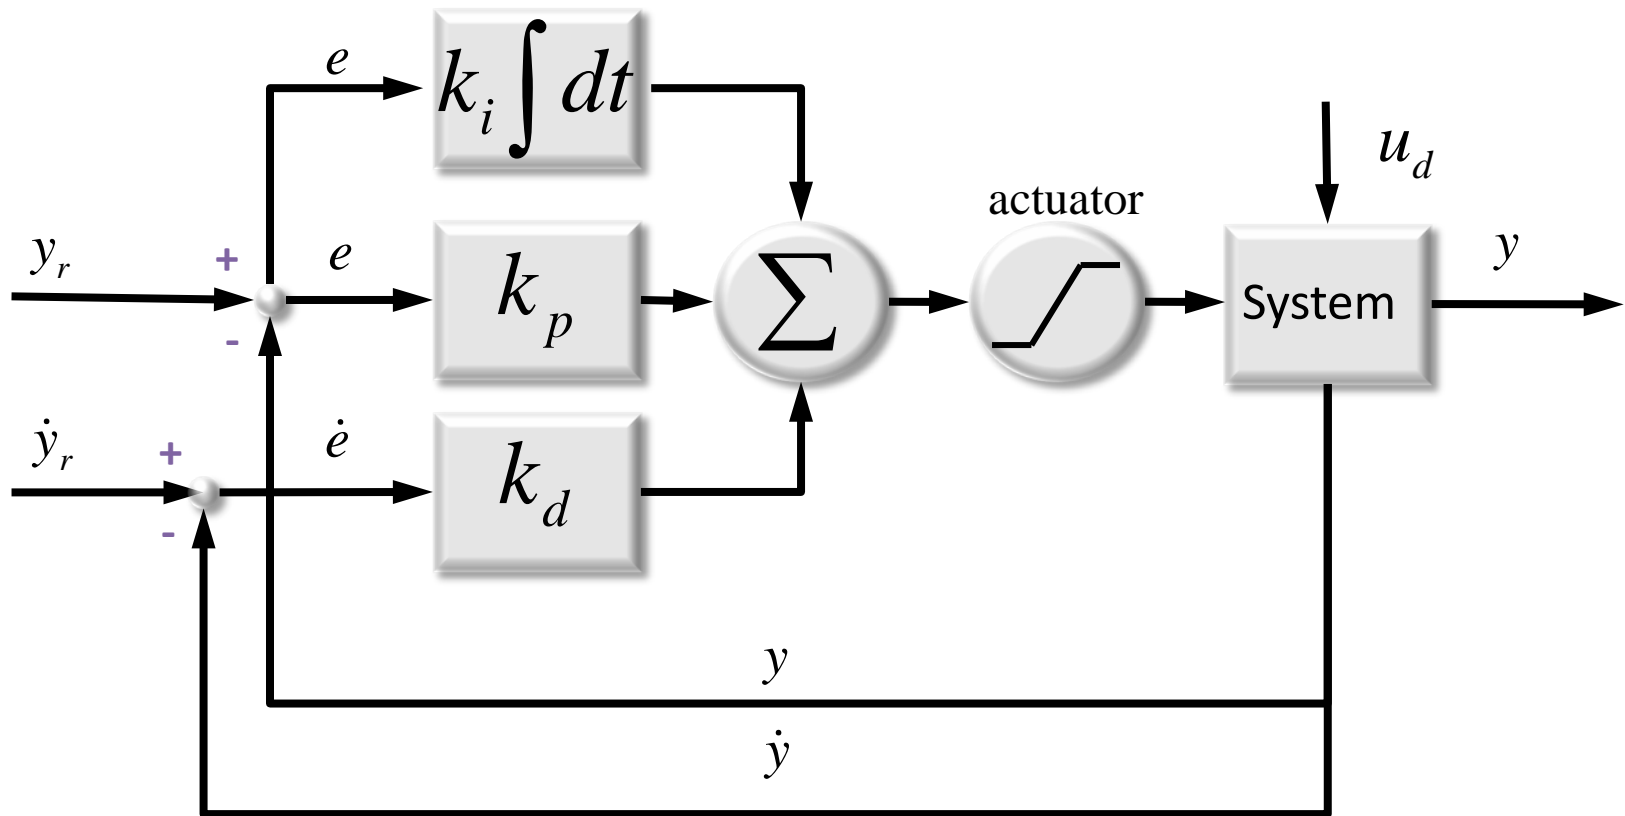 e
k_i ∫ dt
u_d
actuator
y_r
+
e
k_p
∑
System
y
-
ẏ_r
+
ė
k_d
-
y
ẏ